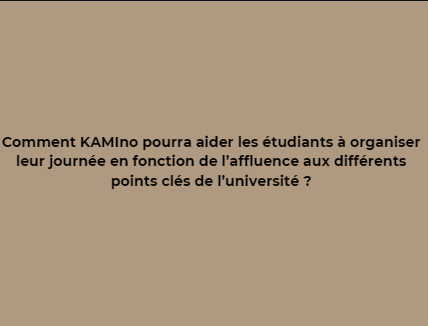 Comment KAMIno pourra aider les étudiants à organiser
leur journée en fonction de l’affluence aux différents
points clés de l’université ?